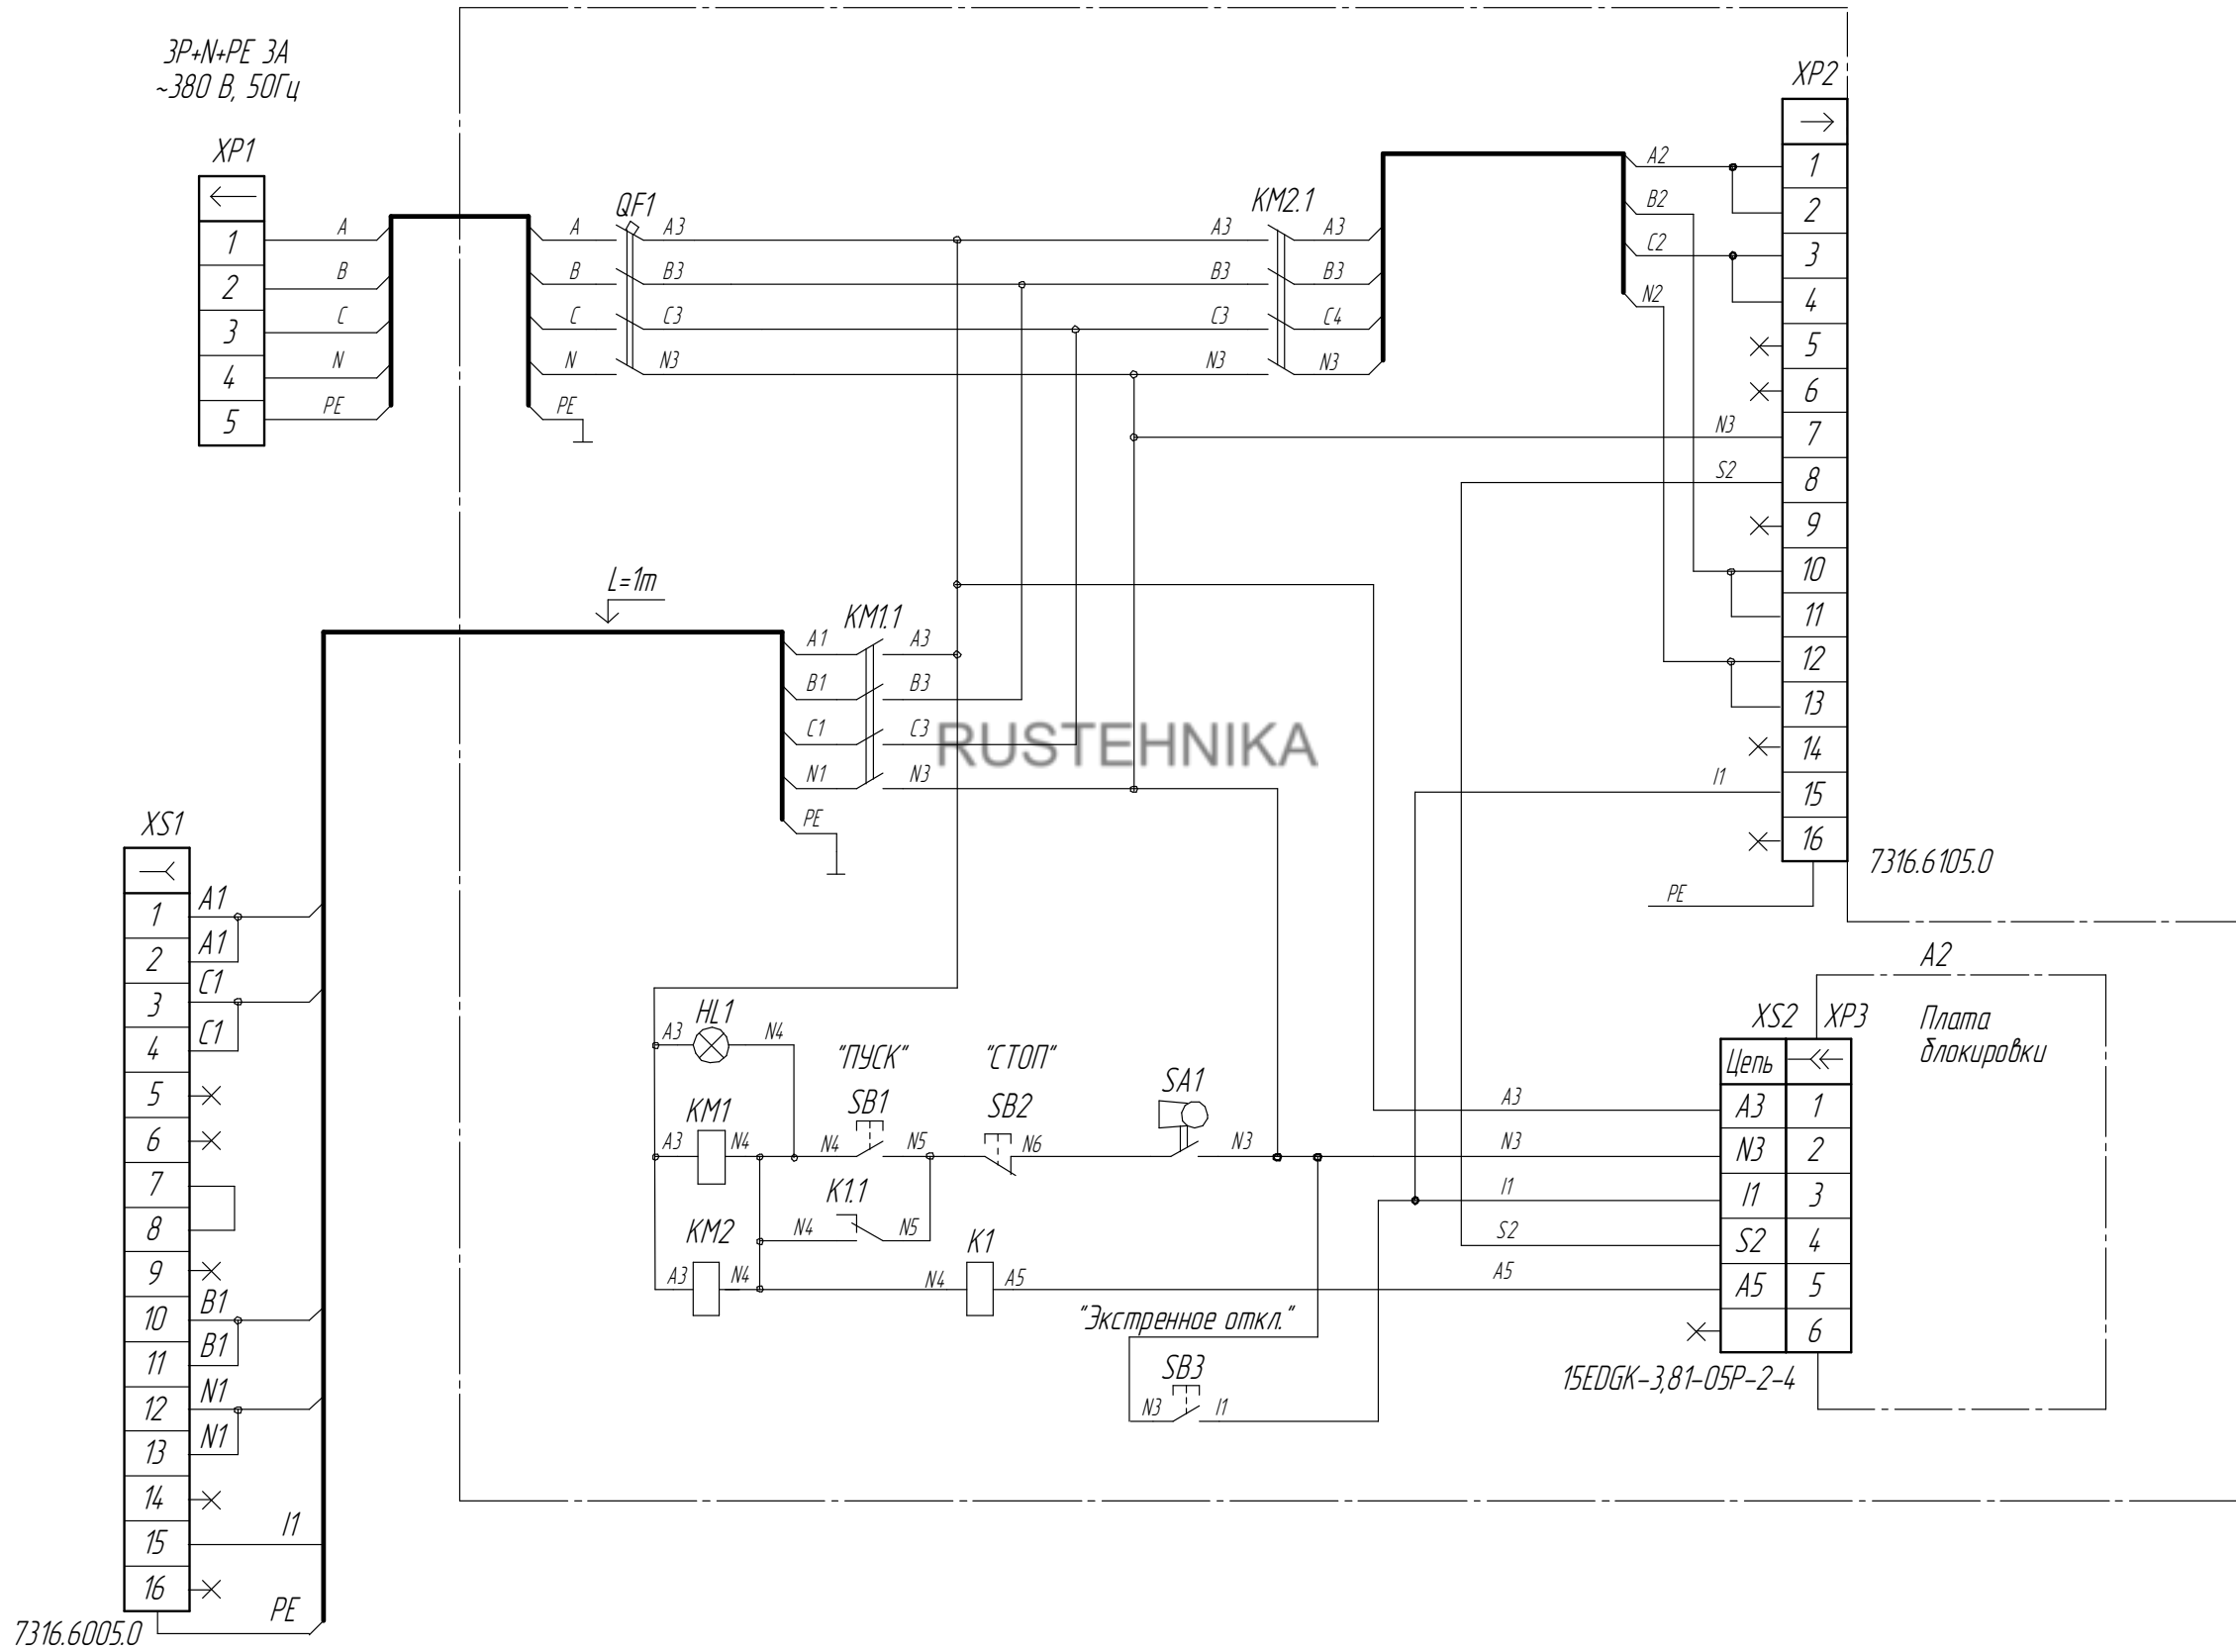 3P+N+PE 3A
~380 В, 50Гц
XP1
1
2
3
4
5
A
B
C
N
PE
A
B
C
N
PE
QF1
A3
B3
C3
N3
A3
B3
C3
N3
KM2.1
A3
B3
C4
N3
A2
B2
C2
N2
N3
S2
I1
PE
XP2
1
2
3
4
5
6
7
8
9
10
11
12
13
14
15
16
7316.6105.0
L=1m
KM1.1
A1
B1
C1
N1
PE
A3
B3
C3
N3
RUSTEHNIKA
XS1
1
2
3
4
5
6
7
8
9
10
11
12
13
14
15
16
A1
A1
C1
C1
B1
B1
N1
N1
I1
PE
7316.6005.0
HL1
A3
N4
"ПУСК"
"СТОП"
SB1
SB2
SA1
KM1
A3
N4
N4
N5
N6
N3
K1.1
N4
N5
KM2
A3
N4
K1
N4
A5
"Экстренное откл."
SB3
N3
I1
A3
N3
I1
S2
A5
A2
Плата
блокировки
XS2
XP3
Цепь
A3 1
N3 2
I1 3
S2 4
A5 5
6
15EDGK-3,81-05P-2-4